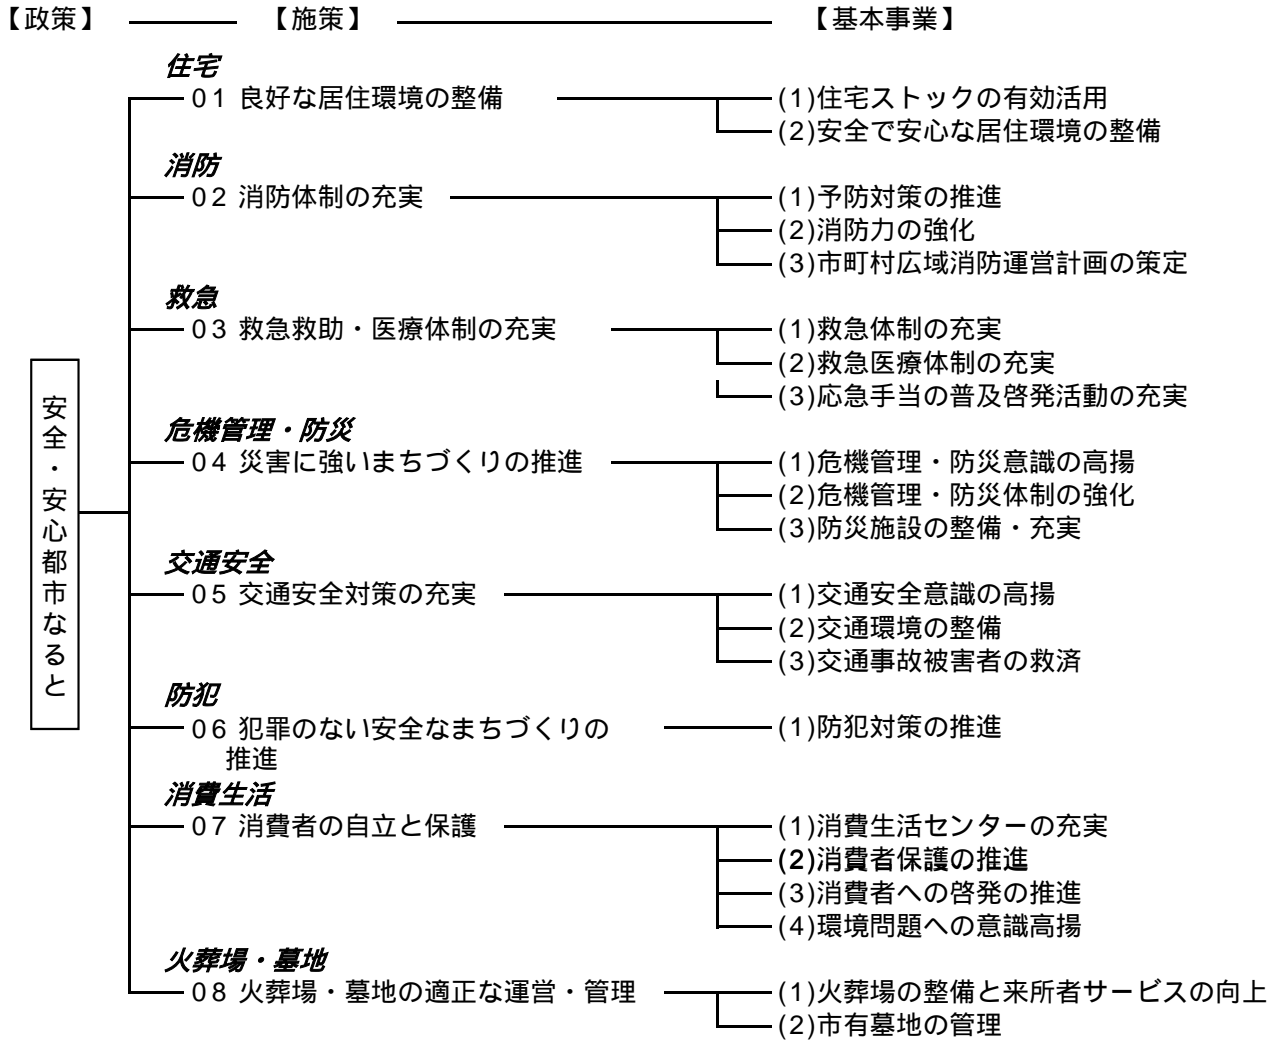 【政策】 【施策】 【基本事業】
住宅
01 良好な居住環境の整備 (1)住宅ストックの有効活用
(2)安全で安心な居住環境の整備
消防
02 消防体制の充実 (1)予防対策の推進
(2)消防力の強化
(3)市町村広域消防運営計画の策定
救急
03 救急救助・医療体制の充実 (1)救急体制の充実
(2)救急医療体制の充実
(3)応急手当の普及啓発活動の充実
安全・安心都市なると
危機管理・防災
04 災害に強いまちづくりの推進 (1)危機管理・防災意識の高揚
(2)危機管理・防災体制の強化
(3)防災施設の整備・充実
交通安全
05 交通安全対策の充実 (1)交通安全意識の高揚
(2)交通環境の整備
(3)交通事故被害者の救済
防犯
06 犯罪のない安全なまちづくりの (1)防犯対策の推進
推進
消費生活
07 消費者の自立と保護 (1)消費生活センターの充実
(2)消費者保護の推進
(3)消費者への啓発の推進
(4)環境問題への意識高揚
火葬場・墓地
08 火葬場・墓地の適正な運営・管理 (1)火葬場の整備と来所者サービスの向上
(2)市有墓地の管理